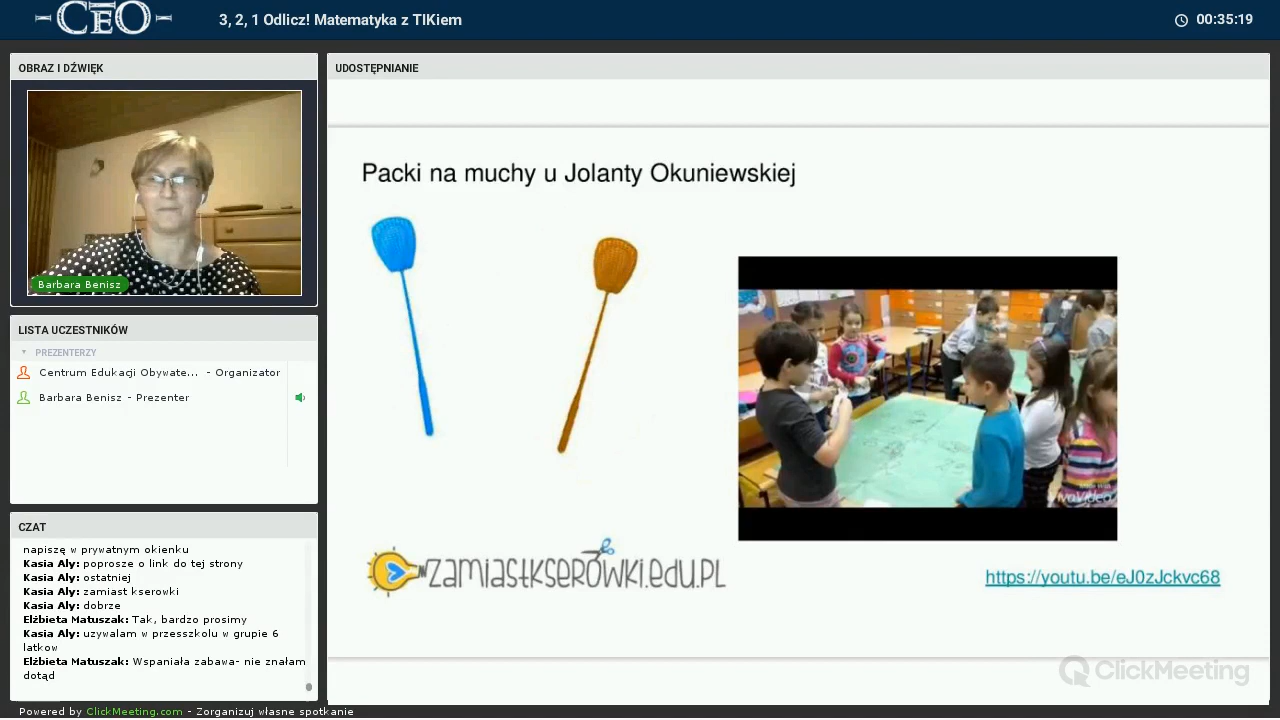 CEO
3, 2, 1 Odlicz! Matematyka z TIKiem
00:35:19
OBRAZ I DŹWIĘK
Barbara Benisz
LISTA UCZESTNIKÓW
PREZENTERZY
Centrum Edukacji Obywate... - Organizator
Barbara Benisz - Prezenter
CZAT
napiszę w prywatnym okienku
Kasia Aly: poprosze o link do tej strony
Kasia Aly: ostatniej
Kasia Aly: zamiast kserowki
Kasia Aly: dobrze
Elżbieta Matuszak: Tak, bardzo prosimy
Kasia Aly: uzywalam w przesszkolu w grupie 6
latkow
Elżbieta Matuszak: Wspaniała zabawa- nie znałam
dotąd
Powered by ClickMeeting.com - Zorganizuj własne spotkanie
UDOSTĘPNIANIE
Packi na muchy u Jolanty Okuniewskiej
VivaVideo
zamiastkserowki.edu.pl
https://youtu.be/eJ0zJckvc68
ClickMeeting